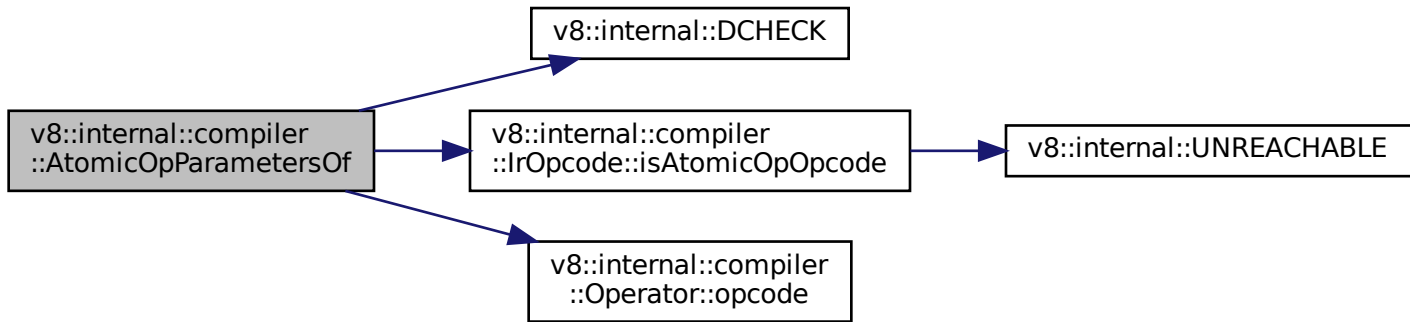 v8::internal::DCHECK
v8::internal::compiler
::AtomicOpParametersOf
v8::internal::compiler
::IrOpcode::isAtomicOpOpcode
v8::internal::UNREACHABLE
v8::internal::compiler
::Operator::opcode